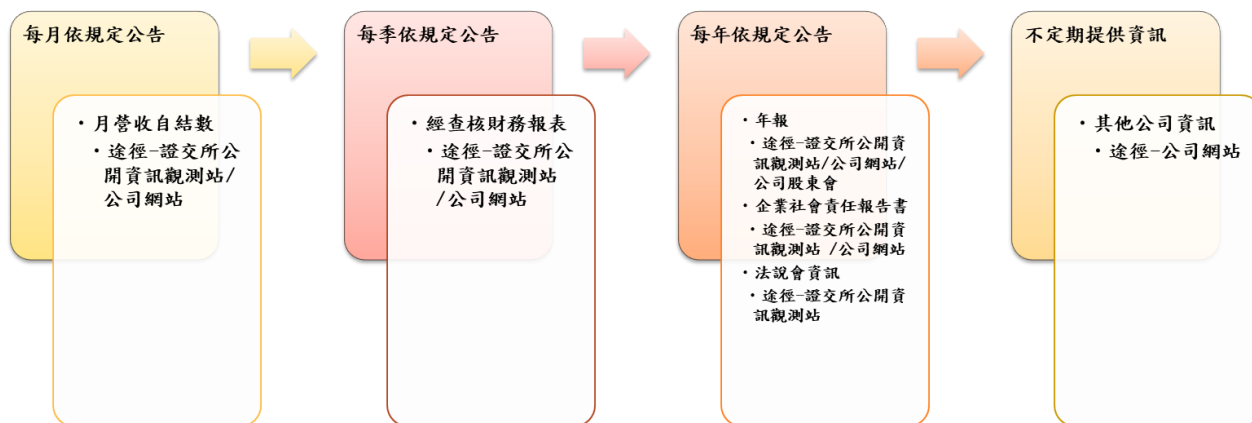 每月依規定公告
• 月營收自結數
• 途徑-證交所公
開資訊觀測站/
公司網站
每季依規定公告
• 經查核財務報表
• 途徑-證交所公
開資訊觀測站
/公司網站
每年依規定公告
• 年報
• 途徑-證交所公開資
訊觀測站/公司網站/
公司股東會
• 企業社會責任報告書
• 途徑-證交所公開資
訊觀測站 /公司網站
• 法說會資訊
• 途徑-證交所公開資
訊觀測站
不定期提供資訊
• 其他公司資訊
• 途徑-公司網站